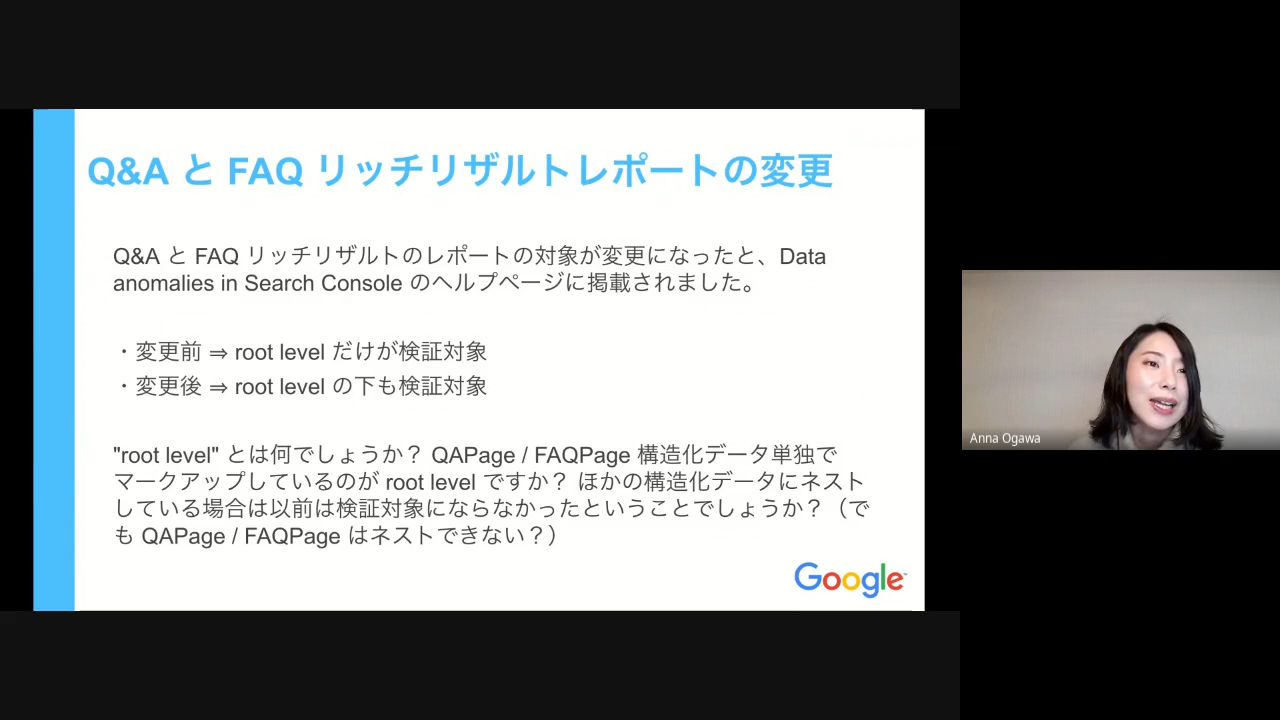 Q&A と FAQ リッチリザルトレポートの変更
Q&A と FAQ リッチリザルトのレポートの対象が変更になったと、Data
anomalies in Search Console のヘルプページに掲載されました。
・変更前 ⇒ root level だけが検証対象
・変更後 ⇒ root level の下も検証対象
"root level" とは何でしょうか？ QAPage / FAQPage 構造化データ単独で
マークアップしているのが root level ですか？ ほかの構造化データにネスト
している場合は以前は検証対象にならなかったということでしょうか？（で
も QAPage / FAQPage はネストできない？）
Google
Anna Ogawa